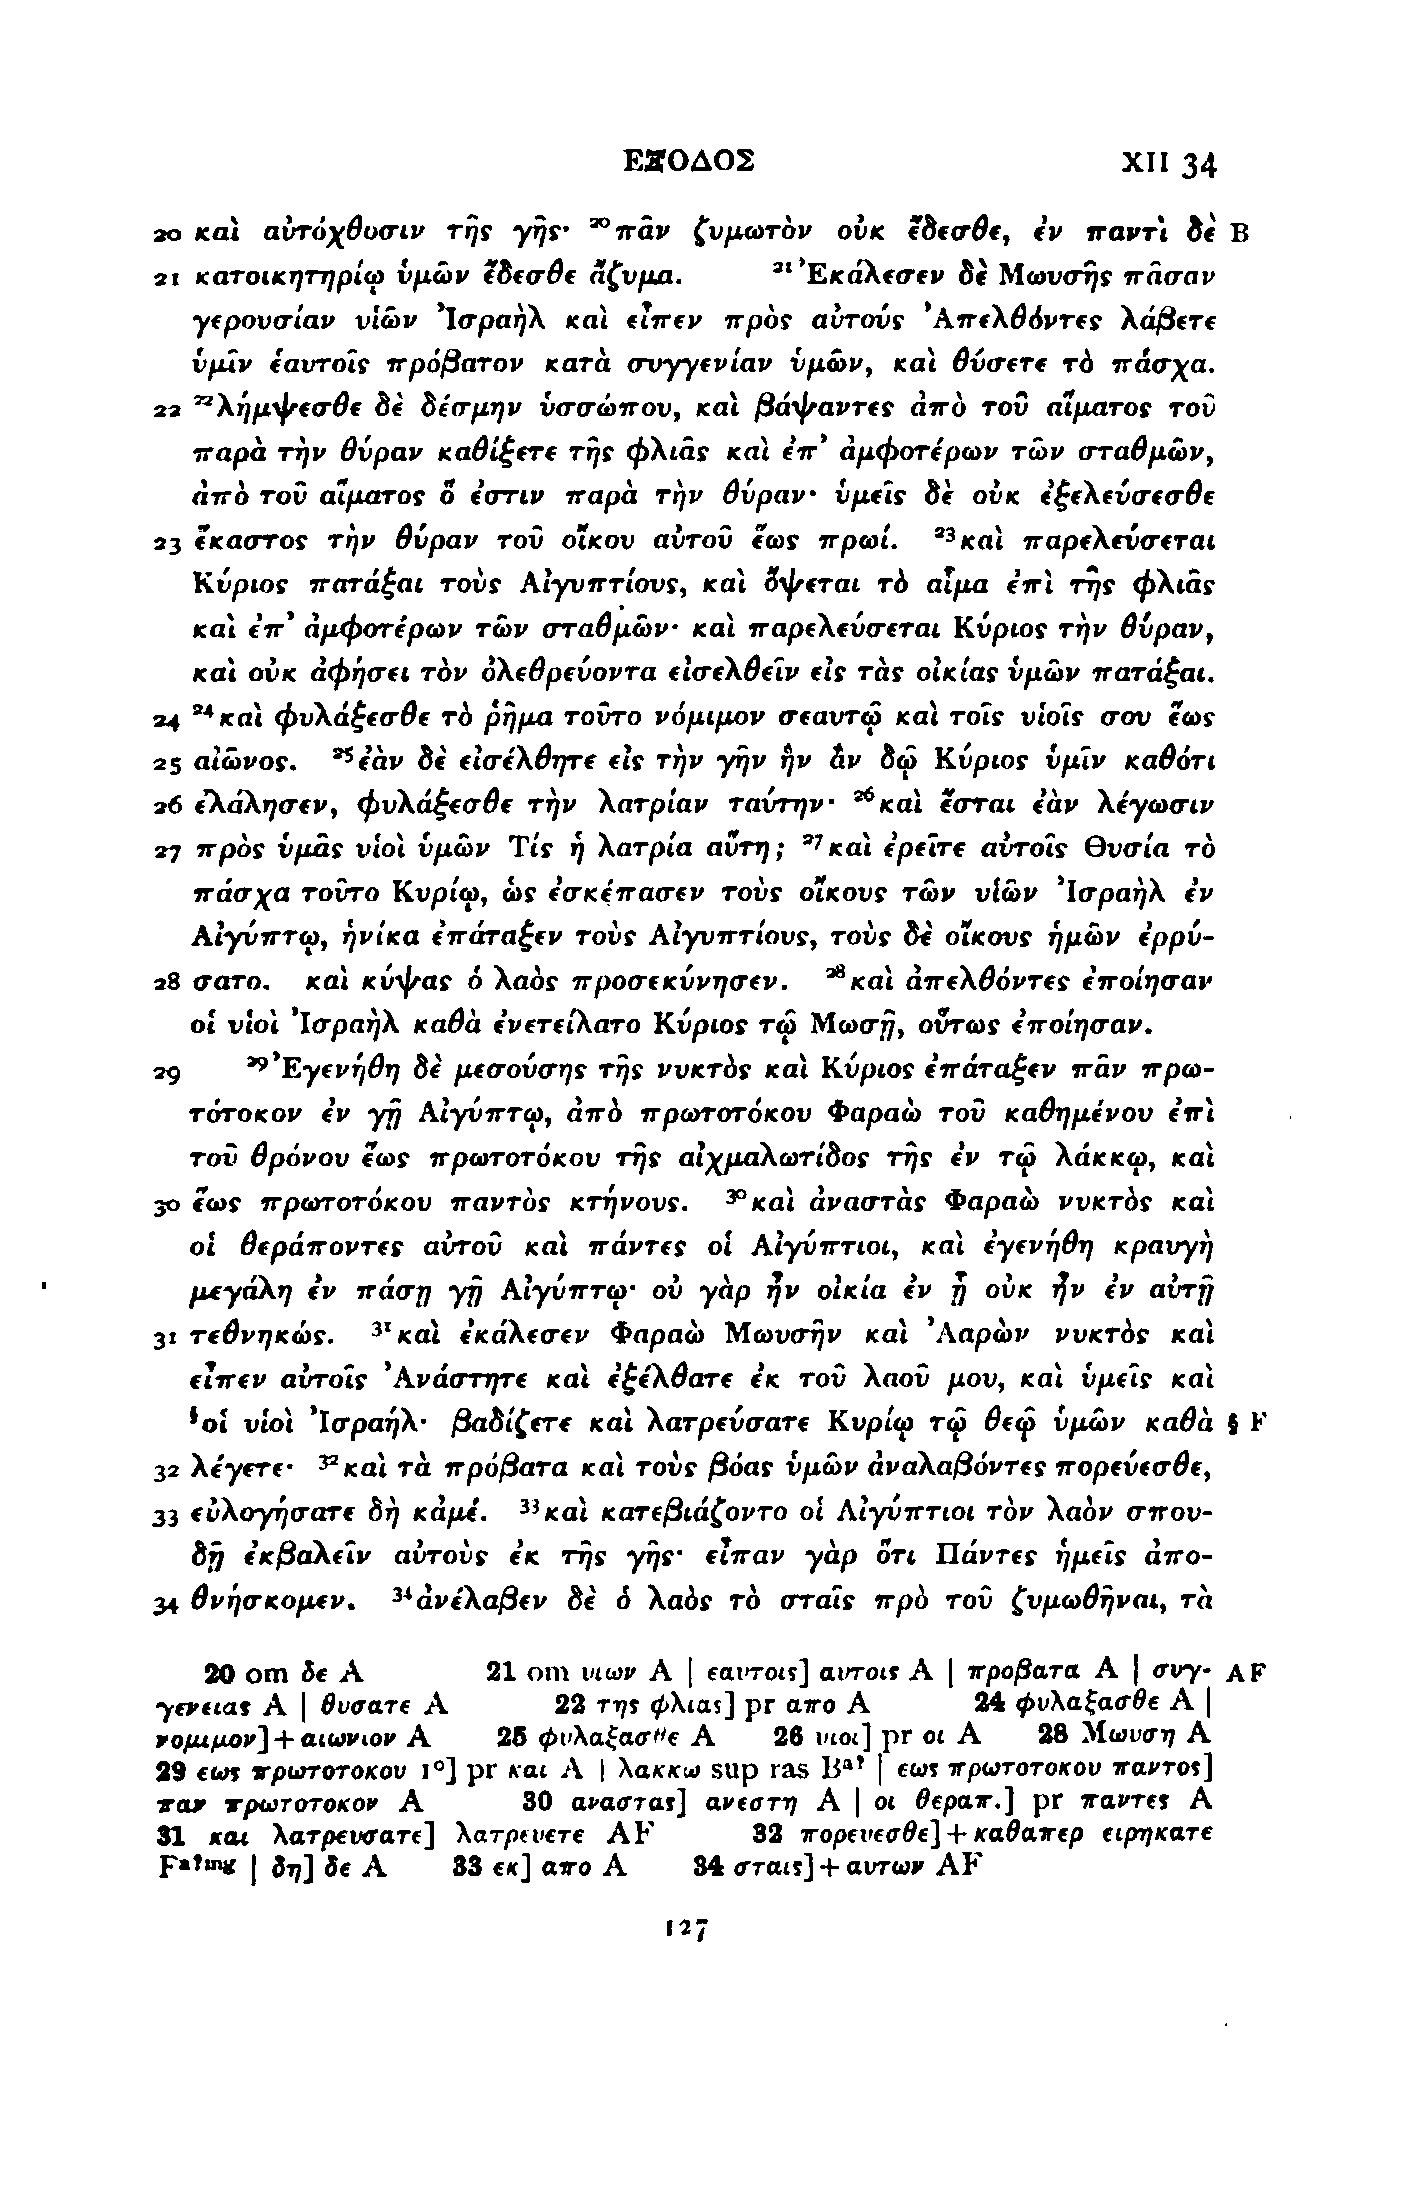 ΕΞΟΔΟΣ XII 34
20 καὶ αὐτόχθοσιν τῆς γῆς· ²⁰πᾶν ζυμωτὸν οὐκ ἔδεσθε, ἐν παντὶ δὲ B
21 κατοικητηρίῳ ὑμῶν ἔδεσθε ἄζυμα. ²¹Ἐκάλεσεν δὲ Μωυσῆς πᾶσαν
γερουσίαν υἱῶν Ἰσραὴλ καὶ εἶπεν πρὸς αὐτούς Ἀπελθόντες λάβετε
ὑμῖν ἑαυτοῖς πρόβατον κατὰ συγγενίαν ὑμῶν, καὶ θύσετε τὸ πάσχα.
22 ²²λήμψεσθε δὲ δέσμην ὑσσώπου, καὶ βάψαντες ἀπὸ τοῦ αἵματος τοῦ
παρὰ τὴν θύραν καθίξετε τῆς φλιᾶς καὶ ἐπ' ἀμφοτέρων τῶν σταθμῶν,
ἀπὸ τοῦ αἵματος ὅ ἐστιν παρὰ τὴν θύραν· ὑμεῖς δὲ οὐκ ἐξελεύσεσθε
23 ἕκαστος τὴν θύραν τοῦ οἴκου αὐτοῦ ἕως πρωί. ²³καὶ παρελεύσεται
Κύριος πατάξαι τοὺς Αἰγυπτίους, καὶ ὄψεται τὸ αἷμα ἐπὶ τῆς φλιᾶς
καὶ ἐπ' ἀμφοτέρων τῶν σταθμῶν· καὶ παρελεύσεται Κύριος τὴν θύραν,
καὶ οὐκ ἀφήσει τὸν ὀλεθρεύοντα εἰσελθεῖν εἰς τὰς οἰκίας ὑμῶν πατάξαι.
24 ²⁴καὶ φυλάξεσθε τὸ ῥῆμα τοῦτο νόμιμον σεαυτῷ καὶ τοῖς υἱοῖς σου ἕως
25 αἰῶνος. ²⁵ἐὰν δὲ εἰσέλθητε εἰς τὴν γῆν ἣν ἂν δῷ Κύριος ὑμῖν καθότι
26 ἐλάλησεν, φυλάξεσθε τὴν λατρίαν ταύτην· ²⁶καὶ ἔσται ἐὰν λέγωσιν
27 πρὸς ὑμᾶς υἱοὶ ὑμῶν Τίς ἡ λατρία αὕτη; ²⁷καὶ ἐρεῖτε αὐτοῖς Θυσία τὸ
πάσχα τοῦτο Κυρίῳ, ὡς ἐσκέπασεν τοὺς οἴκους τῶν υἱῶν Ἰσραὴλ ἐν
Αἰγύπτῳ, ἡνίκα ἐπάταξεν τοὺς Αἰγυπτίους, τοὺς δὲ οἴκους ἡμῶν ἐρρύ-
28 σατο. καὶ κύψας ὁ λαὸς προσεκύνησεν. ²⁸καὶ ἀπελθόντες ἐποίησαν
οἱ υἱοὶ Ἰσραὴλ καθὰ ἐνετείλατο Κύριος τῷ Μωσῇ, οὕτως ἐποίησαν.
29 ²⁹Ἐγενήθη δὲ μεσούσης τῆς νυκτὸς καὶ Κύριος ἐπάταξεν πᾶν πρω-
τότοκον ἐν γῇ Αἰγύπτῳ, ἀπὸ πρωτοτόκου Φαραὼ τοῦ καθημένου ἐπὶ
τοῦ θρόνου ἕως πρωτοτόκου τῆς αἰχμαλωτίδος τῆς ἐν τῷ λάκκῳ, καὶ
30 ἕως πρωτοτόκου παντὸς κτήνους. ³⁰καὶ ἀναστὰς Φαραὼ νυκτὸς καὶ
οἱ θεράποντες αὐτοῦ καὶ πάντες οἱ Αἰγύπτιοι, καὶ ἐγενήθη κραυγὴ
μεγάλη ἐν πάσῃ γῇ Αἰγύπτῳ· οὐ γὰρ ἦν οἰκία ἐν ᾗ οὐκ ἦν ἐν αὐτῇ
31 τεθνηκώς. ³¹καὶ ἐκάλεσεν Φαραὼ Μωυσῆν καὶ Ἀαρὼν νυκτὸς καὶ
εἶπεν αὐτοῖς Ἀνάστητε καὶ ἐξέλθατε ἐκ τοῦ λαοῦ μου, καὶ ὑμεῖς καὶ
§οἱ υἱοὶ Ἰσραήλ· βαδίζετε καὶ λατρεύσατε Κυρίῳ τῷ θεῷ ὑμῶν καθὰ § F
32 λέγετε· ³²καὶ τὰ πρόβατα καὶ τοὺς βόας ὑμῶν ἀναλαβόντες πορεύεσθε,
33 εὐλογήσατε δὴ κἀμέ. ³³καὶ κατεβιάζοντο οἱ Αἰγύπτιοι τὸν λαὸν σπου-
δῇ ἐκβαλεῖν αὐτοὺς ἐκ τῆς γῆς· εἶπαν γὰρ ὅτι Πάντες ἡμεῖς ἀπο-
34 θνήσκομεν. ³⁴ἀνέλαβεν δὲ ὁ λαὸς τὸ σταῖς πρὸ τοῦ ζυμωθῆναι, τὰ
20 om δε A 21 om υιων A | εαυτοις] αυτοις A | προβατα A | συγ- AF
γενειας A | θυσατε A 22 της φλιας] pr απο A 24 φυλαξασθε A |
νομιμον]+αιωνιον A 25 φυλαξασθε A 26 υιοι] pr οι A 28 Μωυση A
29 εως πρωτοτοκου 1°] pr και A | λακκω sup ras Bᵃ? | εως πρωτοτοκου παντος]
παν πρωτοτοκον A 30 αναστας] ανεστη A | οι θεραπ.] pr παντες A
31 και λατρευσατε] λατρευετε AF 32 πορευεσθε]+καθαπερ ειρηκατε
Fᵃ?ᵐᵍ | δη] δε A 33 εκ] απο A 34 σταις]+αυτων AF
127